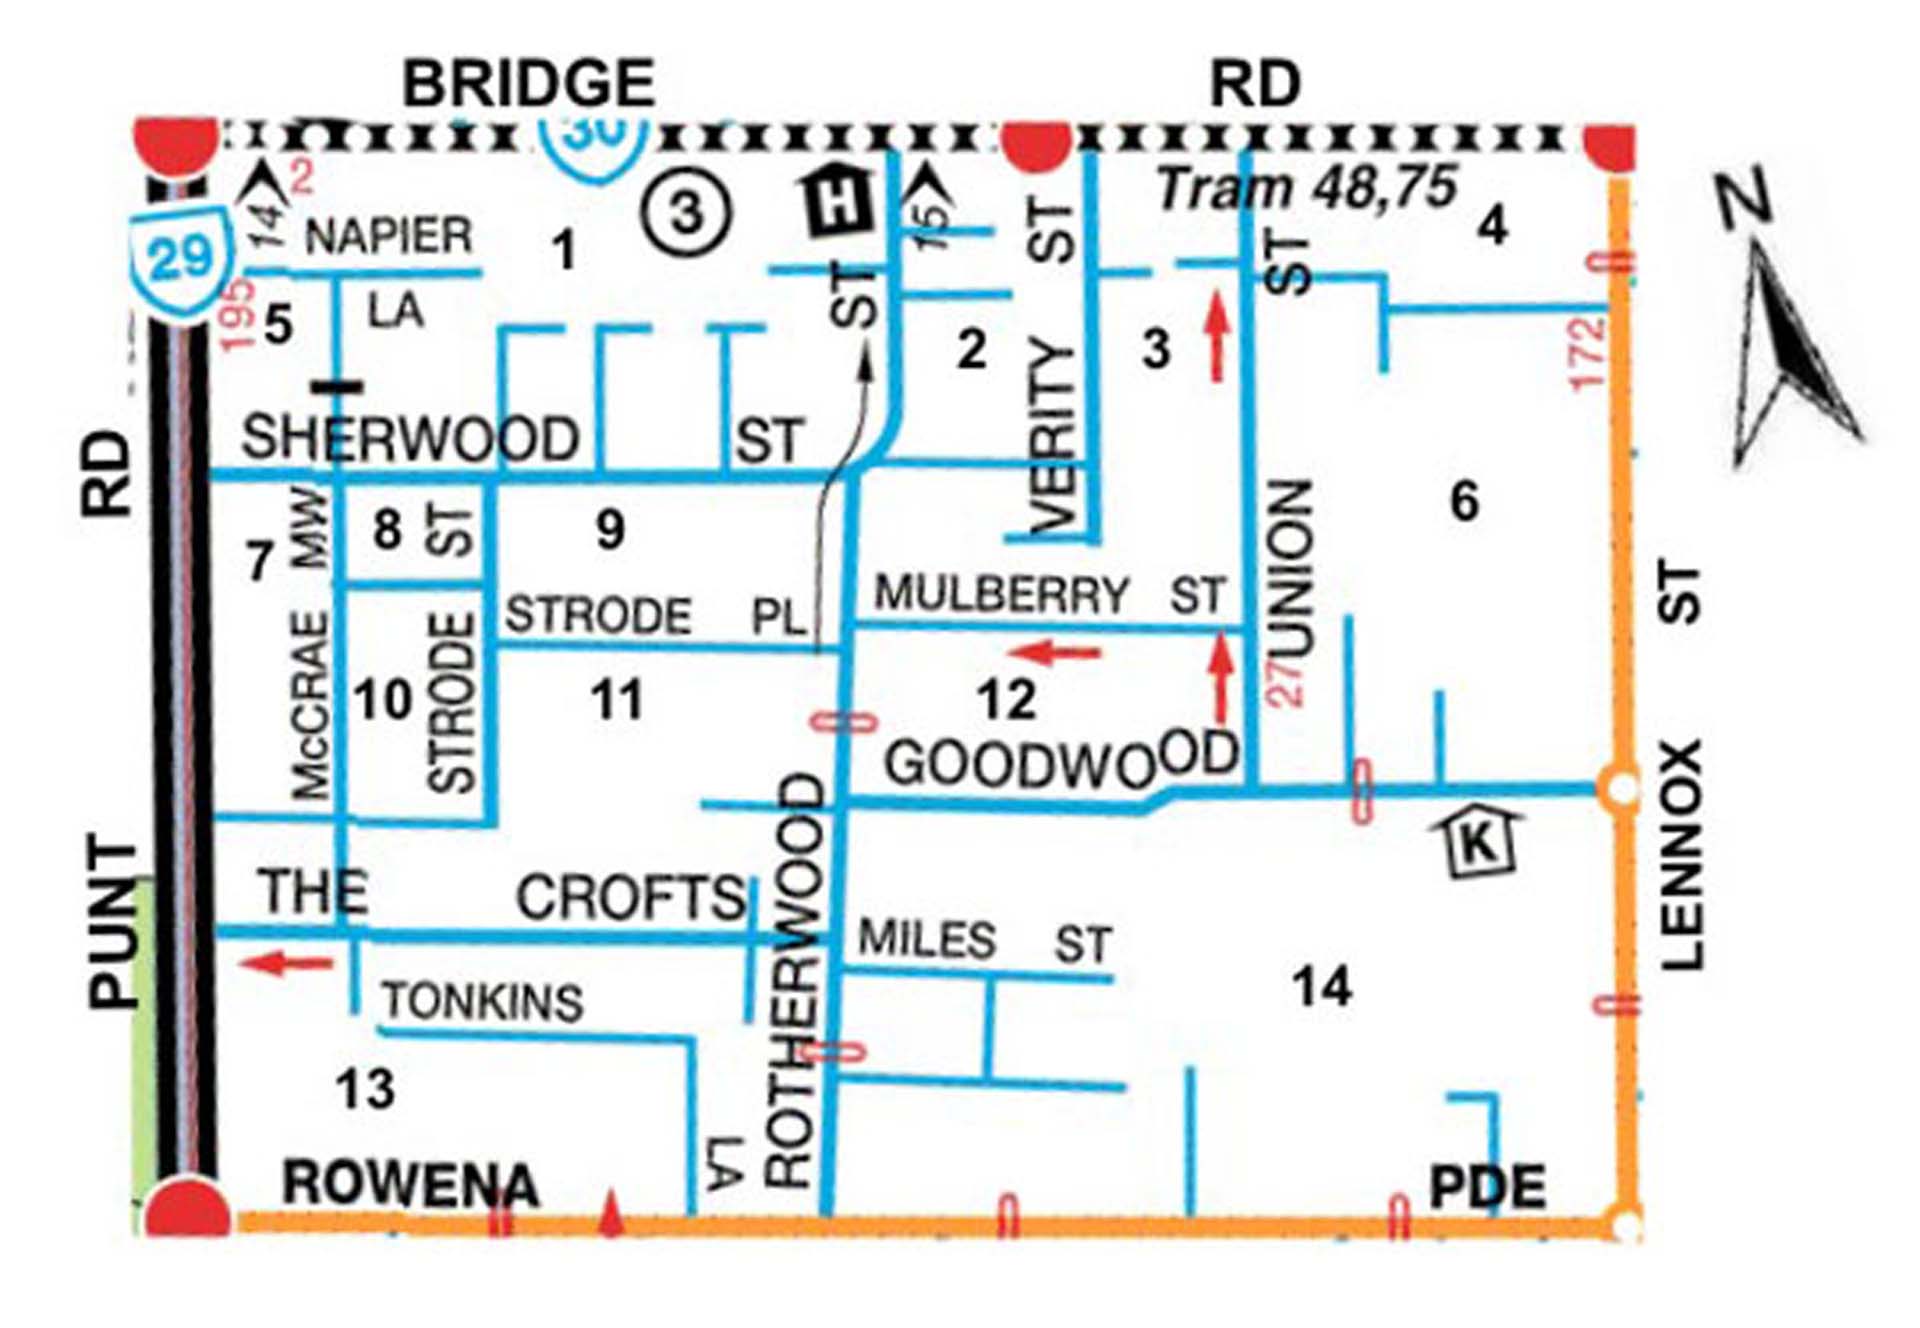 BRIDGE RD
30
Tram 48,75
N
2
14
3
H
15
29
NAPIER LA
1
4
195
5
ST
ST
ST
2
3
172
SHERWOOD ST
VERITY
RD
7
McCRAE MW
8
STRODE ST
9
6
UNION
STRODE PL
MULBERRY ST
10
11
12
27
GOODWOOD
ST
PUNT
THE CROFTS
ROTHERWOOD
K
LENNOX
MILES ST
14
TONKINS LA
13
ROWENA PDE